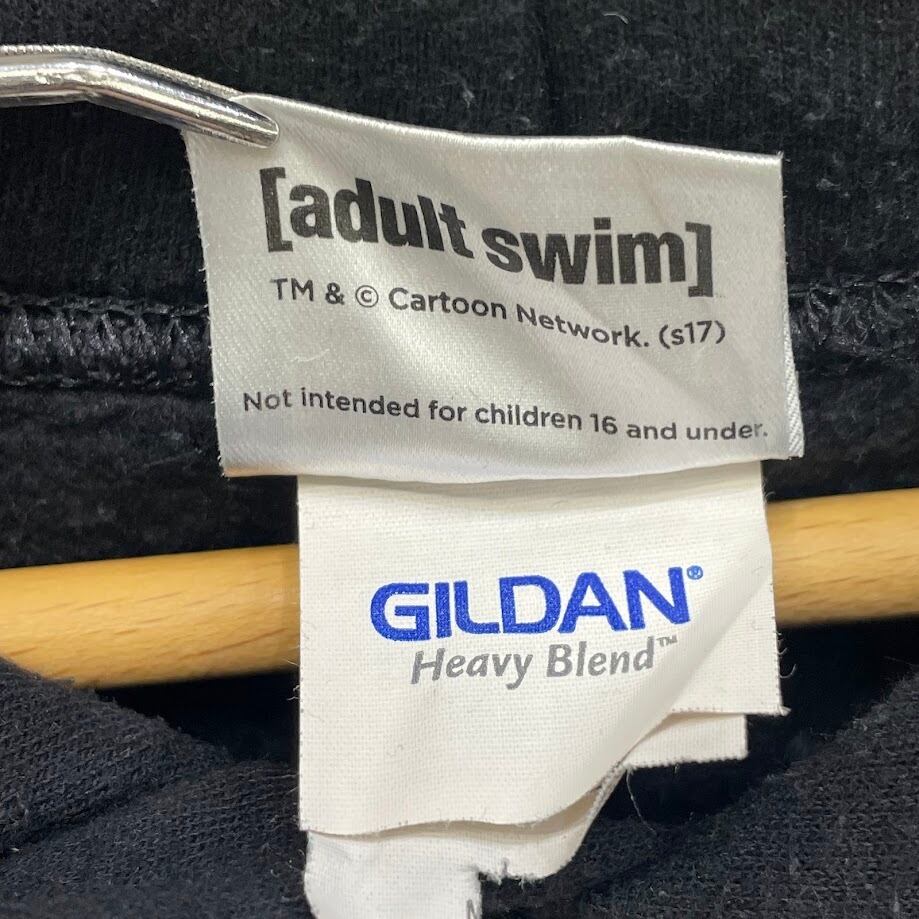 [adult swim]
TM & © Cartoon Network. (s17)
Not intended for children 16 and under.
GILDAN®
Heavy Blend™